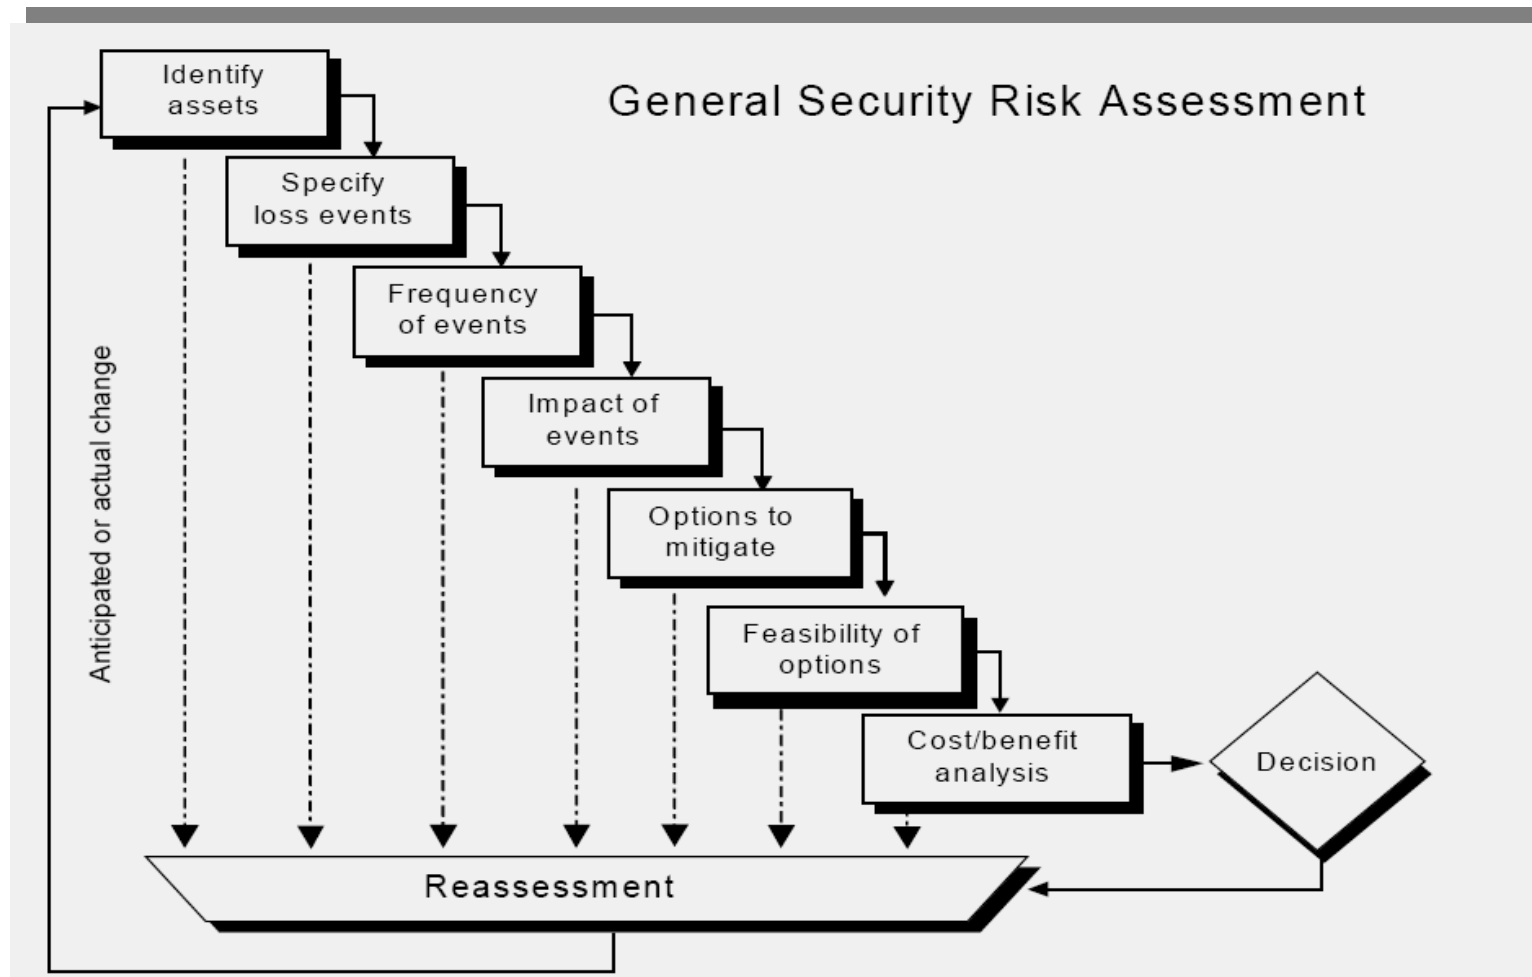 General Security Risk Assessment
Identify
assets
Specify
loss events
Frequency
of events
Impact of
events
Options to
mitigate
Feasibility of
options
Cost/benefit
analysis
Decision
Reassessment
Anticipated or actual change